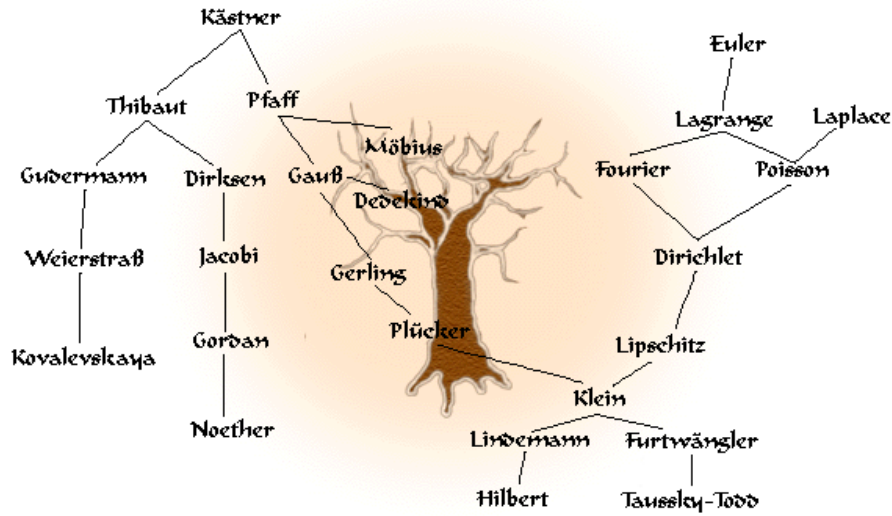 Kästner
Euler
Thibaut
Pfaff
Lagrange
Laplace
Möbius
Gudermann
Dirksen
Gauß
Fourier
Poisson
Dedekind
Weierstraß
Jacobi
Gerling
Dirichlet
Plücker
Gordan
Lipschitz
Kovalevskaya
Klein
Noether
Lindemann
Furtwängler
Hilbert
Taussky-Todd